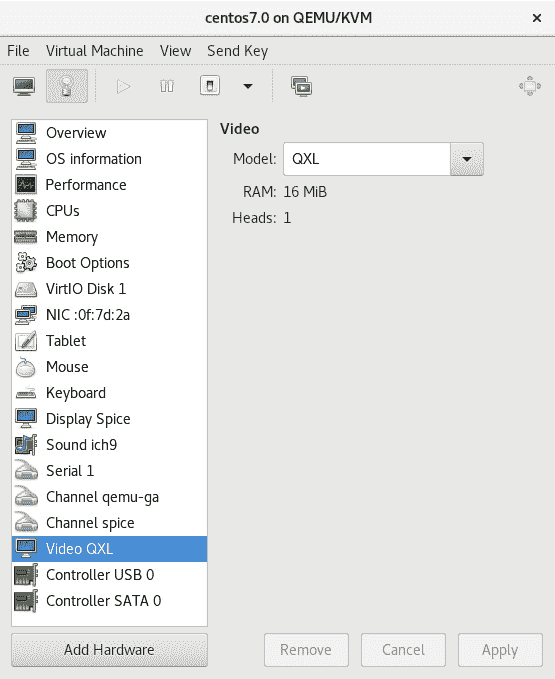 centos7.0 on QEMU/KVM ×
File Virtual Machine View Send Key
Overview
OS information
Performance
CPUs
Memory
Boot Options
VirtIO Disk 1
NIC :0f:7d:2a
Tablet
Mouse
Keyboard
Display Spice
Sound ich9
Serial 1
Channel qemu-ga
Channel spice
Video QXL
Controller USB 0
Controller SATA 0
Add Hardware
Video
Model: QXL
RAM: 16 MiB
Heads: 1
Remove Cancel Apply